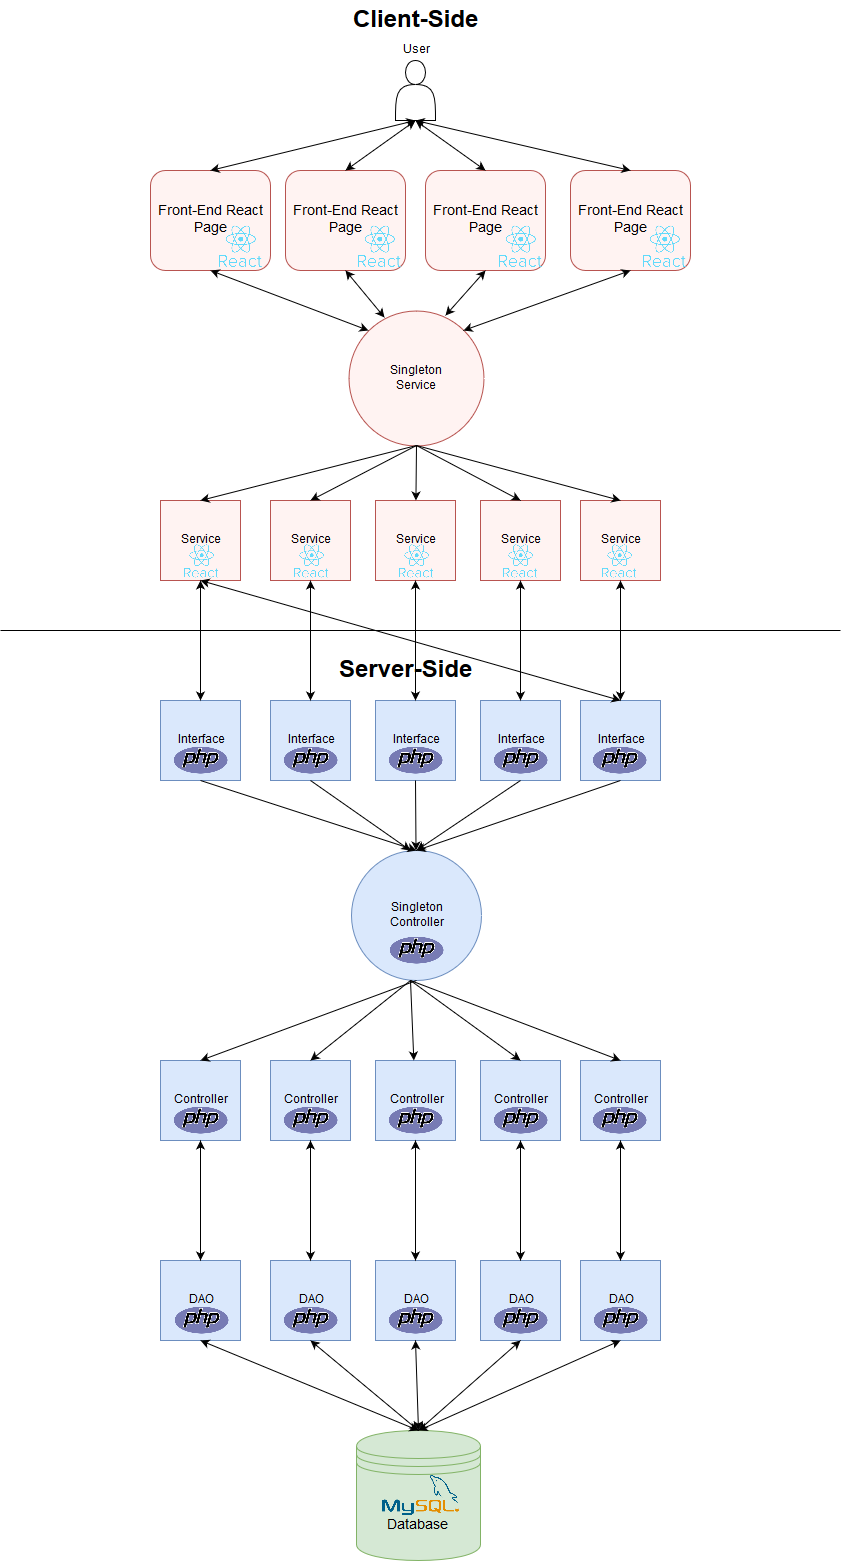 Client-Side
User
Front-End React
Page
React
Front-End React
Page
React
Front-End React
Page
React
Front-End React
Page
React
Singleton
Service
Service
React
Service
React
Service
React
Service
React
Service
React
Server-Side
Interface
php
Interface
php
Interface
php
Interface
php
Interface
php
Singleton
Controller
php
Controller
php
Controller
php
Controller
php
Controller
php
Controller
php
DAO
php
DAO
php
DAO
php
DAO
php
DAO
php
MySQL.
Database